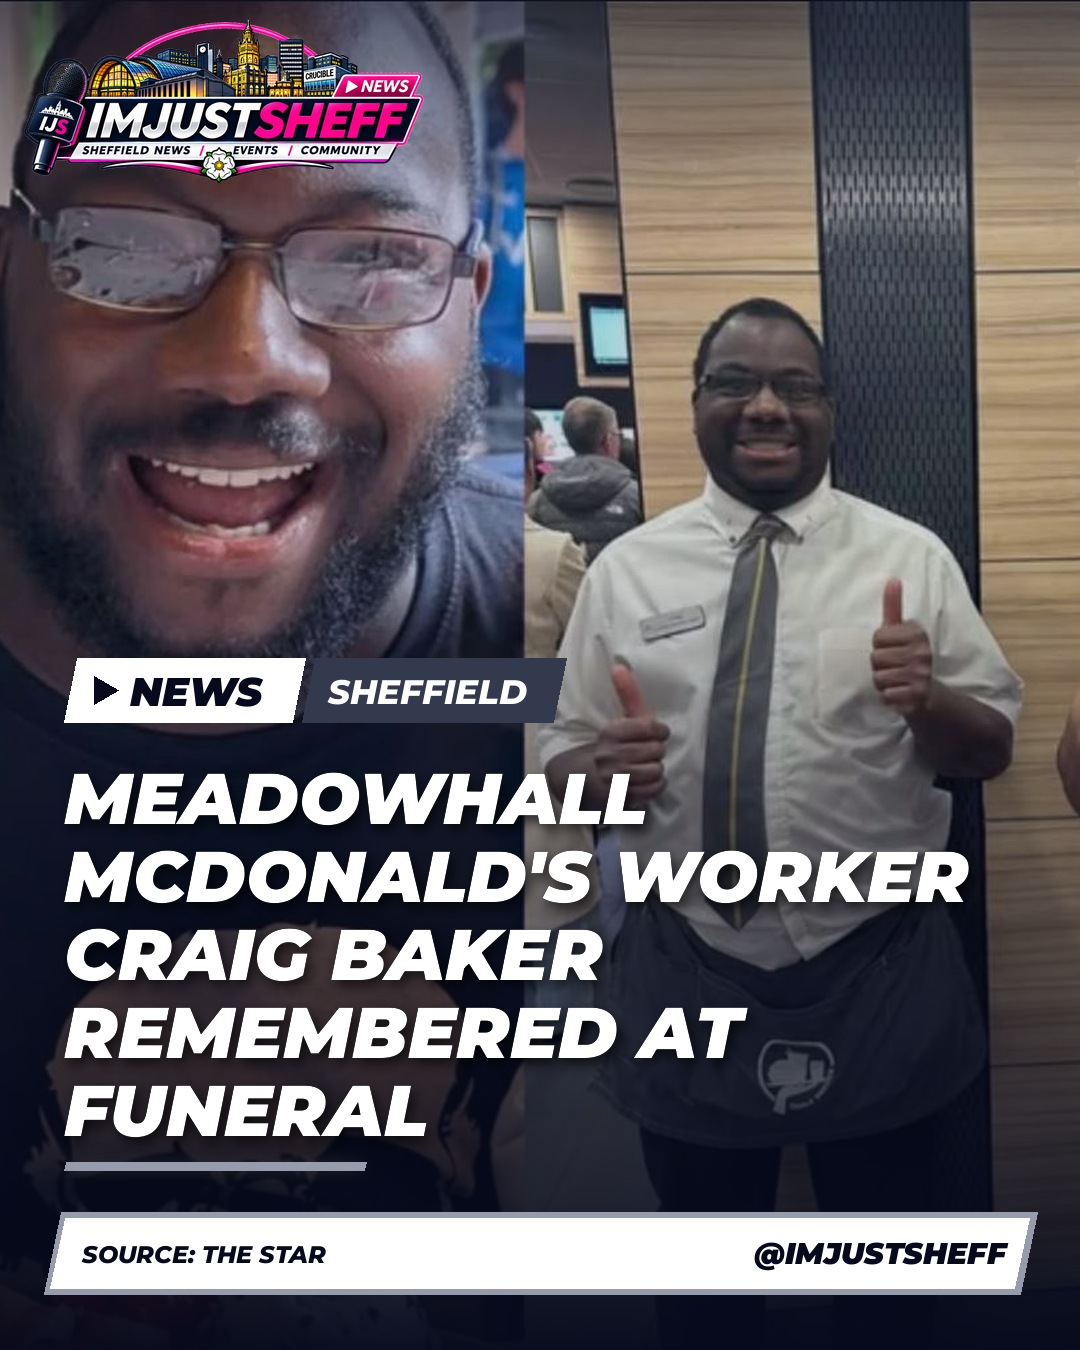 CRUCIBLE
NEWS
IJS
IMJUSTSHEFF
SHEFFIELD NEWS / EVENTS / COMMUNITY
NEWS
SHEFFIELD
MEADOWHALL
MCDONALD'S WORKER
CRAIG BAKER
REMEMBERED AT
FUNERAL
SOURCE: THE STAR
@IMJUSTSHEFF